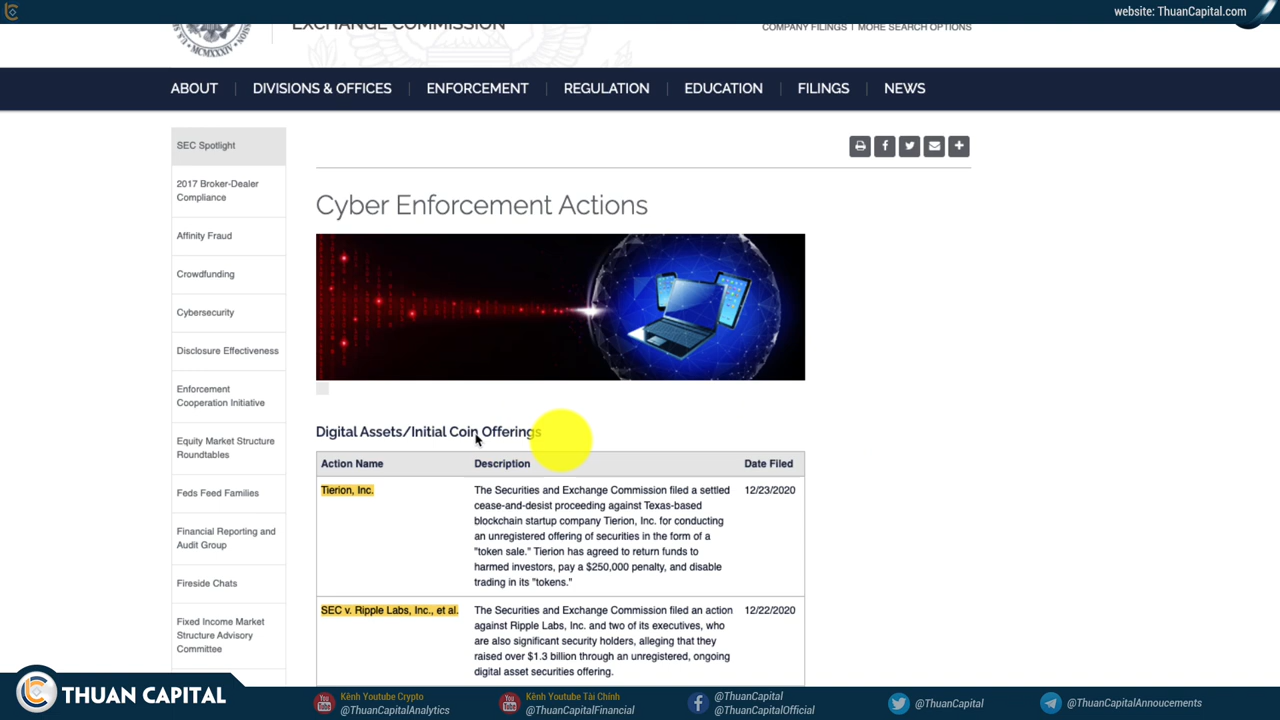 website: ThuanCapital.com
EXCHANGE COMMISSION
COMPANY FILINGS | MORE SEARCH OPTIONS
ABOUT | DIVISIONS & OFFICES | ENFORCEMENT | REGULATION | EDUCATION | FILINGS | NEWS
SEC Spotlight
2017 Broker-Dealer
Compliance
Affinity Fraud
Crowdfunding
Cybersecurity
Disclosure Effectiveness
Enforcement
Cooperation Initiative
Equity Market Structure
Roundtables
Feds Feed Families
Financial Reporting and
Audit Group
Fireside Chats
Fixed Income Market
Structure Advisory
Committee
Cyber Enforcement Actions
Digital Assets/Initial Coin Offerings
Action Name Description Date Filed
Tierion, Inc. The Securities and Exchange Commission filed a settled 12/23/2020
cease-and-desist proceeding against Texas-based
blockchain startup company Tierion, Inc. for conducting
an unregistered offering of securities in the form of a
"token sale." Tierion has agreed to return funds to
harmed investors, pay a $250,000 penalty, and disable
trading in its "tokens."
SEC v. Ripple Labs, Inc., et al. The Securities and Exchange Commission filed an action 12/22/2020
against Ripple Labs, Inc. and two of its executives, who
are also significant security holders, alleging that they
raised over $1.3 billion through an unregistered, ongoing
digital asset securities offering.
THUAN CAPITAL
Kênh Youtube Crypto
@ThuanCapitalAnalytics
Kênh Youtube Tài Chính
@ThuanCapitalFinancial
@ThuanCapital
@ThuanCapitalOfficial
@ThuanCapital
@ThuanCapitalAnnoucements